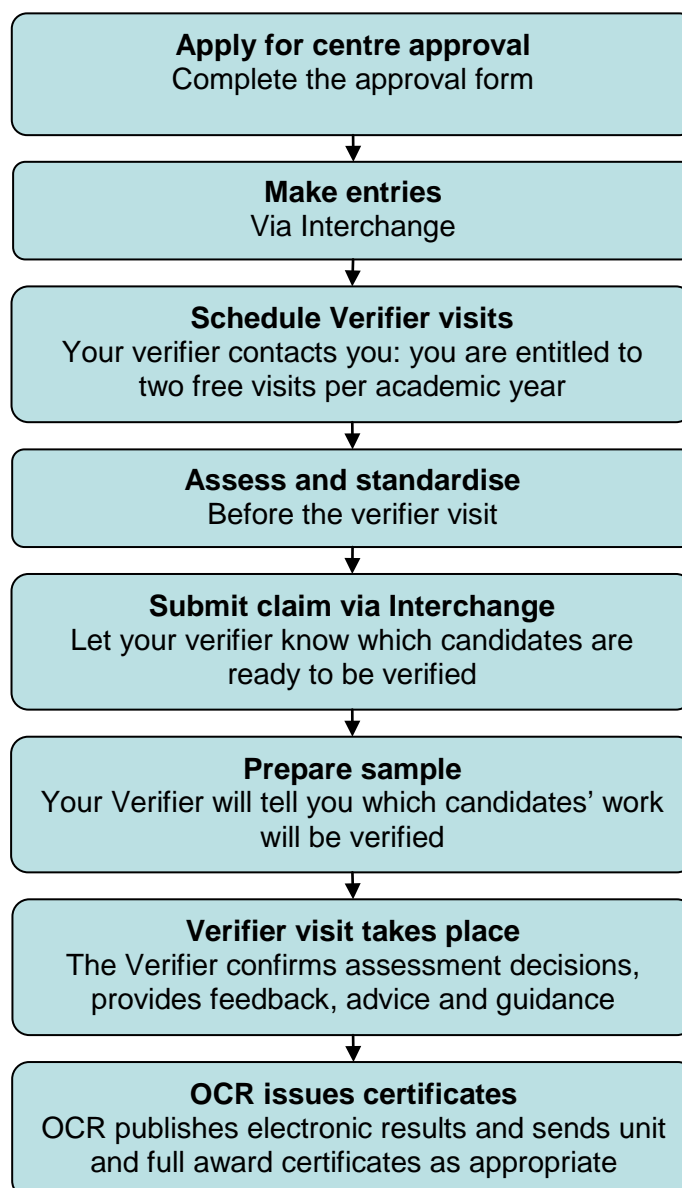 Apply for centre approval
Complete the approval form
Make entries
Via Interchange
Schedule Verifier visits
Your verifier contacts you: you are entitled to
two free visits per academic year
Assess and standardise
Before the verifier visit
Submit claim via Interchange
Let your verifier know which candidates are
ready to be verified
Prepare sample
Your Verifier will tell you which candidates’ work
will be verified
Verifier visit takes place
The Verifier confirms assessment decisions,
provides feedback, advice and guidance
OCR issues certificates
OCR publishes electronic results and sends unit
and full award certificates as appropriate